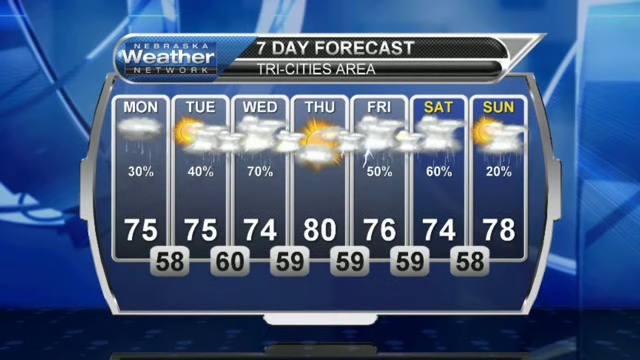 NEBRASKA
Weather
NETWORK
7 DAY FORECAST
TRI-CITIES AREA
MON TUE WED THU FRI SAT SUN
30% 40% 70% 50% 60% 20%
75 75 74 80 76 74 78
58 60 59 59 59 58